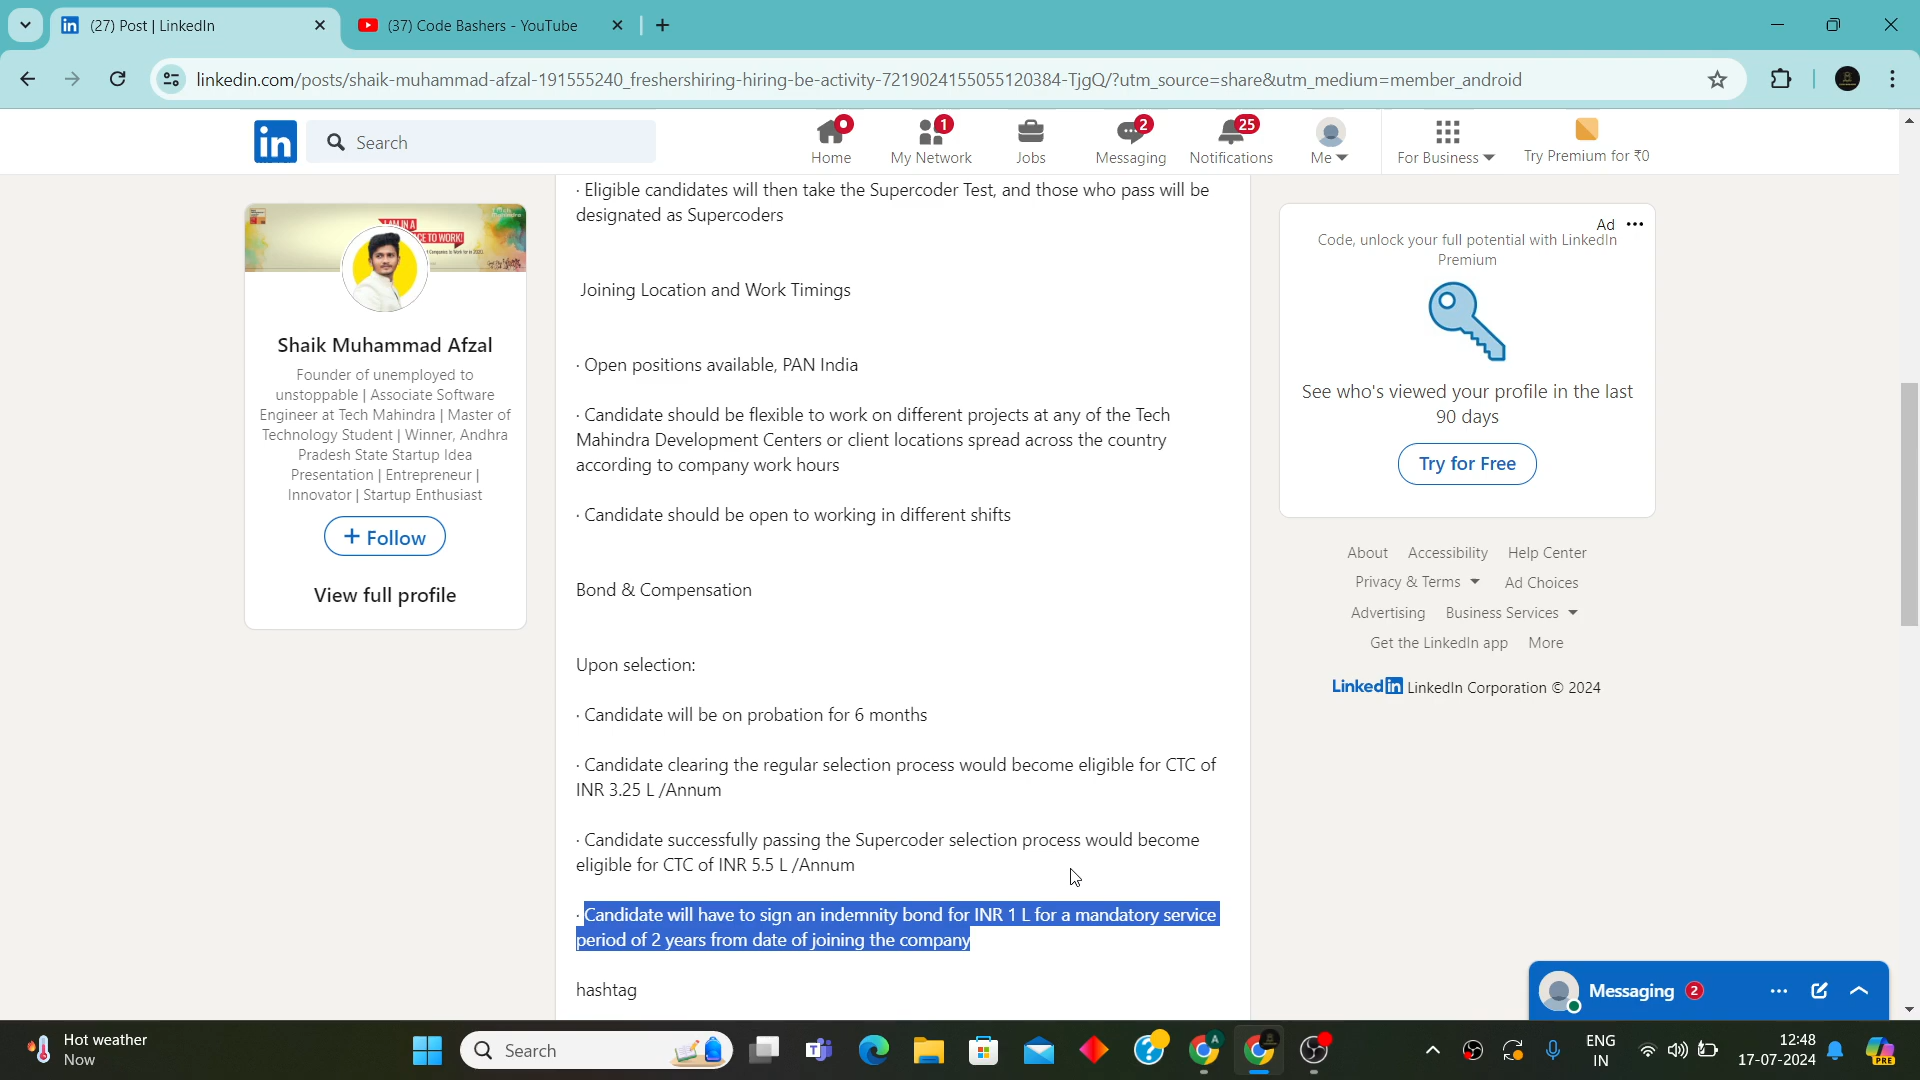 (27) Post | LinkedIn
(37) Code Bashers - YouTube
linkedin.com/posts/shaik-muhammad-afzal-191555240_freshershiring-hiring-be-activity-7219024155055120384-TjgQ/?utm_source=share&utm_medium=member_android
in
Search
Home
1
My Network
Jobs
2
Messaging
25
Notifications
Me
For Business
Try Premium for ₹0
Shaik Muhammad Afzal
Founder of unemployed to
unstoppable | Associate Software
Engineer at Tech Mahindra | Master of
Technology Student | Winner, Andhra
Pradesh State Startup Idea
Presentation | Entrepreneur |
Innovator | Startup Enthusiast
+ Follow
View full profile
· Eligible candidates will then take the Supercoder Test, and those who pass will be
designated as Supercoders
Joining Location and Work Timings
· Open positions available, PAN India
· Candidate should be flexible to work on different projects at any of the Tech
Mahindra Development Centers or client locations spread across the country
according to company work hours
· Candidate should be open to working in different shifts
Bond & Compensation
Upon selection:
· Candidate will be on probation for 6 months
· Candidate clearing the regular selection process would become eligible for CTC of
INR 3.25 L /Annum
· Candidate successfully passing the Supercoder selection process would become
eligible for CTC of INR 5.5 L /Annum
· Candidate will have to sign an indemnity bond for INR 1 L for a mandatory service
period of 2 years from date of joining the company
hashtag
Ad
Code, unlock your full potential with LinkedIn
Premium
See who's viewed your profile in the last
90 days
Try for Free
About Accessibility Help Center
Privacy & Terms Ad Choices
Advertising Business Services
Get the LinkedIn app More
LinkedIn LinkedIn Corporation © 2024
Messaging 2
Hot weather
Now
Search
ENG
IN
12:48
17-07-2024
PRE